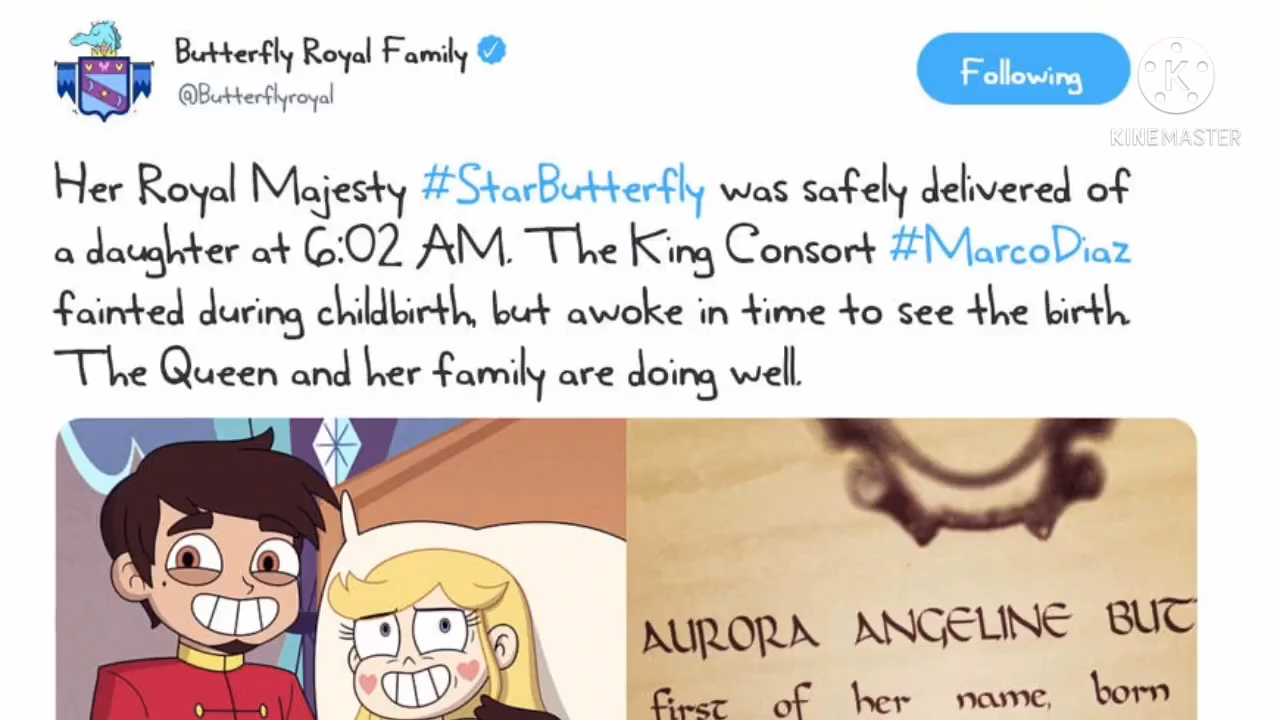 Butterfly Royal Family
@Butterflyroyal
Following
K
KINEMASTER
Her Royal Majesty #StarButterfly was safely delivered of
a daughter at 6:02 AM. The King Consort #MarcoDiaz
fainted during childbirth, but awoke in time to see the birth.
The Queen and her family are doing well.
AURORA ANGELINE BUT
first of her name, born